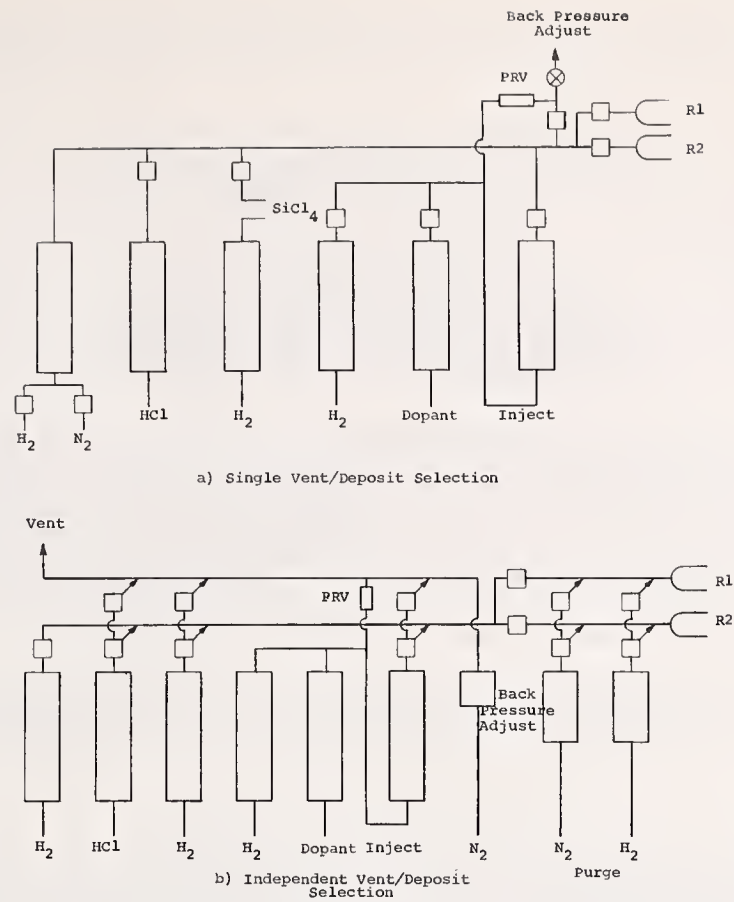 Back Pressure
Adjust
PRV
R1
R2
SiCl4
HCl
H2
H2
Dopant
Inject
H2
N2
a) Single Vent/Deposit Selection
Vent
PRV
R1
R2
Back
Pressure
Adjust
H2
HCl
H2
H2
Dopant
Inject
N2
N2
H2
Purge
b) Independent Vent/Deposit
Selection